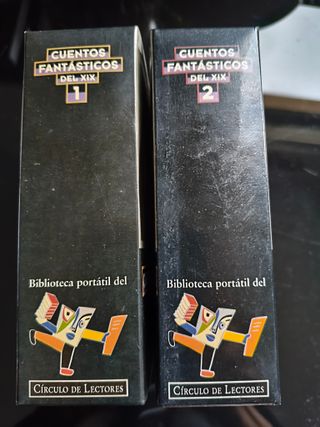 CUENTOS
FANTÁSTICOS
DEL XIX
1
Biblioteca portátil del
CÍRCULO DE LECTORES
CUENTOS
FANTÁSTICOS
DEL XIX
2
Biblioteca portátil del
CÍRCULO DE LECTORES